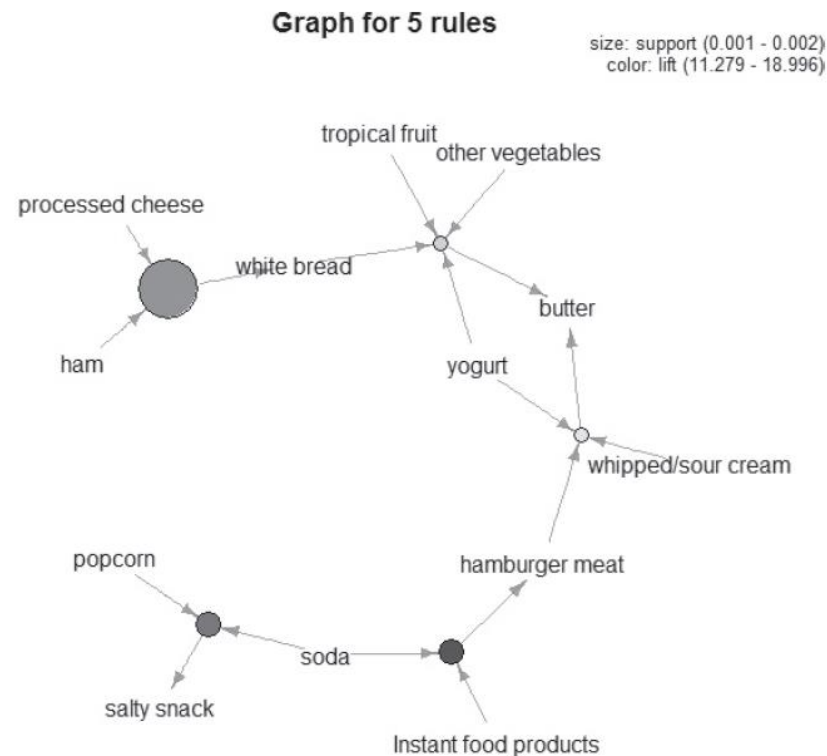 Graph for 5 rules
size: support (0.001 - 0.002)
color: lift (11.279 - 18.996)
tropical fruit
other vegetables
processed cheese
white bread
butter
ham
yogurt
whipped/sour cream
popcorn
hamburger meat
soda
salty snack
Instant food products